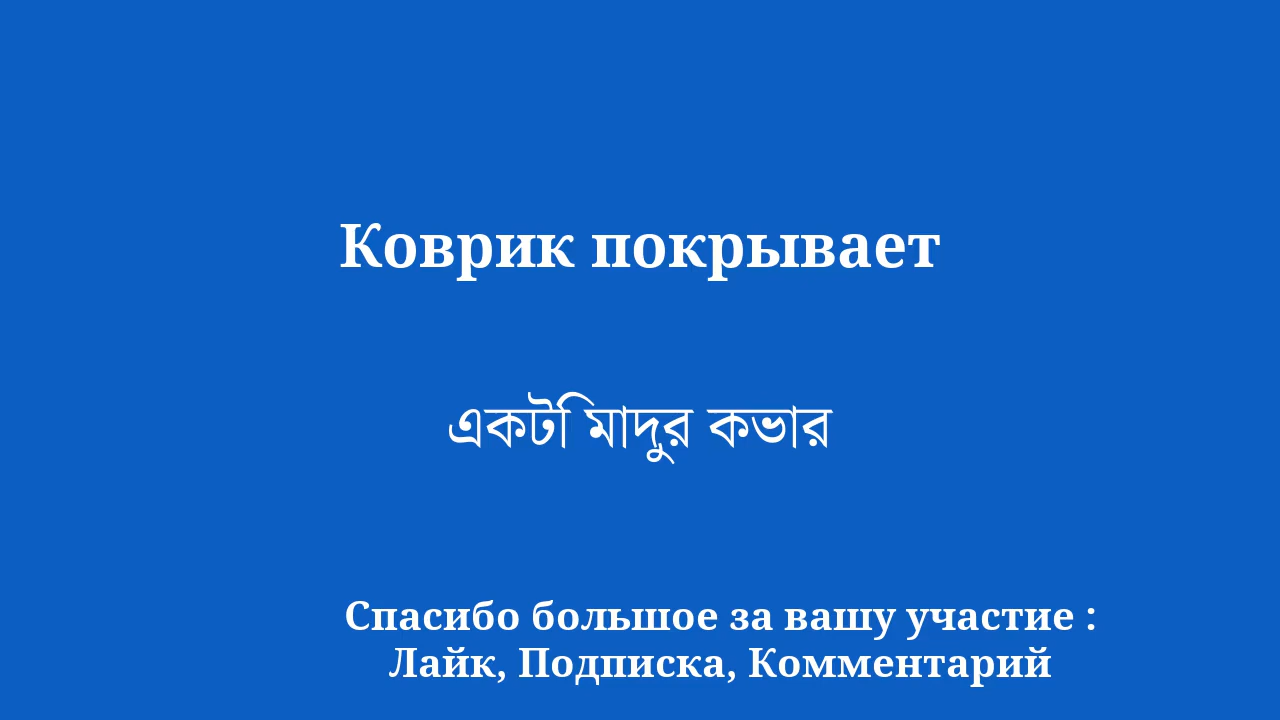 Коврик покрывает
একটি মাদুর কভার
Спасибо большое за вашу участие :
Лайк, Подписка, Комментарий